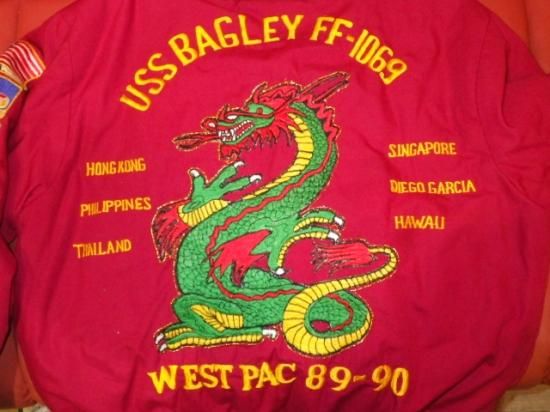 USS BAGLEY FF-1069
HONG KONG
PHILIPPINES
THAILAND
SINGAPORE
DIEGO GARCIA
HAWAII
WEST PAC 89-90